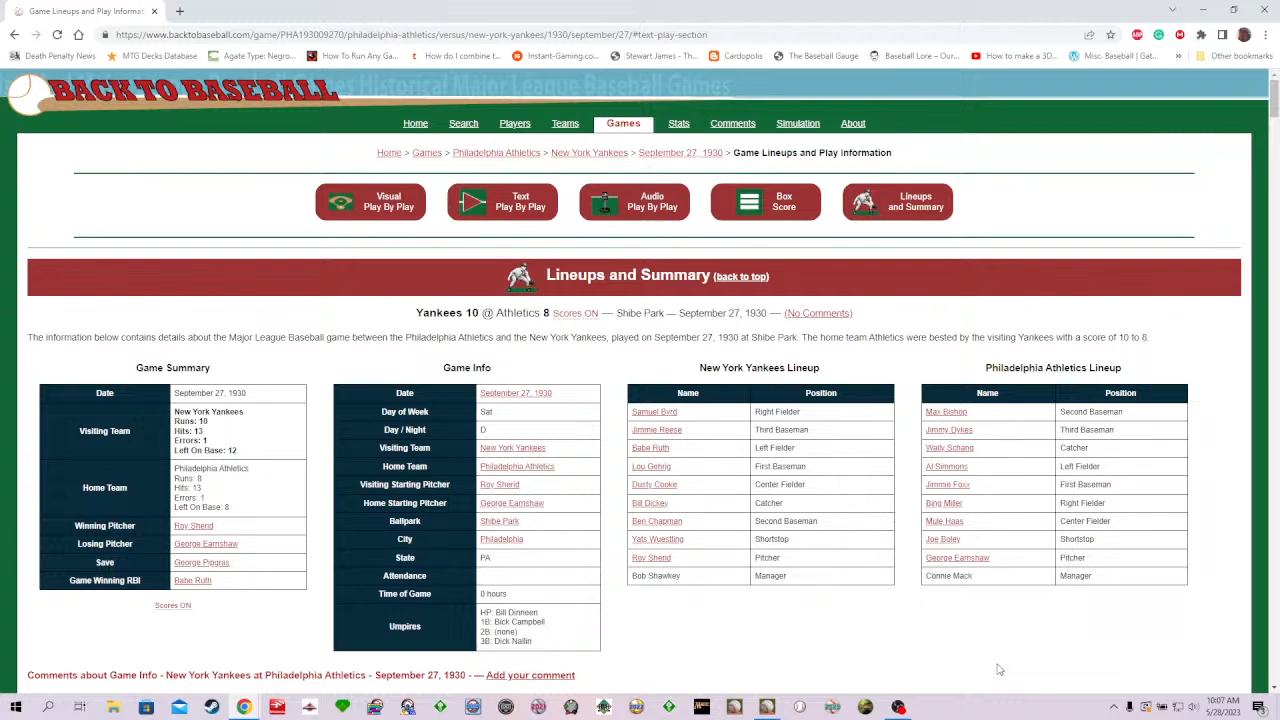 Game Lineups and Play Informat
https://www.backtobaseball.com/game/PHA193009270/philadelphia-athletics/versus/new-york-yankees/1930/september/27/#text-play-section
Death Penalty News
MTG Decks Database
Agate Type: Negro...
How To Run Any Ga...
How do I combine t...
Instant-Gaming.co...
Stewart James - Th...
Cardopolis
The Baseball Gauge
Baseball Lore – Our...
How to make a 3D...
Misc. Baseball | Gat...
»
Other bookmarks
BACK TO BASEBALL
Historical Major League Baseball Games
Home Search Players Teams Games Stats Comments Simulation About
Home > Games > Philadelphia Athletics > New York Yankees > September 27, 1930 > Game Lineups and Play Information
Visual
Play By Play
Text
Play By Play
Audio
Play By Play
Box
Score
Lineups
and Summary
Lineups and Summary (back to top)
Yankees 10 @ Athletics 8 Scores ON — Shibe Park — September 27, 1930 — (No Comments)
The information below contains details about the Major League Baseball game between the Philadelphia Athletics and the New York Yankees, played on September 27, 1930 at Shibe Park. The home team Athletics were bested by the visiting Yankees with a score of 10 to 8.
Game Summary
Date September 27, 1930
Visiting Team
New York Yankees
Runs: 10
Hits: 13
Errors: 1
Left On Base: 12
Home Team
Philadelphia Athletics
Runs: 8
Hits: 13
Errors: 1
Left On Base: 8
Winning Pitcher Roy Sherid
Losing Pitcher George Earnshaw
Save George Pipgras
Game Winning RBI Babe Ruth
Scores ON
Game Info
Date September 27, 1930
Day of Week Sat
Day / Night D
Visiting Team New York Yankees
Home Team Philadelphia Athletics
Visiting Starting Pitcher Roy Sherid
Home Starting Pitcher George Earnshaw
Ballpark Shibe Park
City Philadelphia
State PA
Attendance
Time of Game 0 hours
Umpires
HP: Bill Dinneen
1B: Bick Campbell
2B: (none)
3B: Dick Nallin
New York Yankees Lineup
Name Position
Samuel Byrd Right Fielder
Jimmie Reese Third Baseman
Babe Ruth Left Fielder
Lou Gehrig First Baseman
Dusty Cooke Center Fielder
Bill Dickey Catcher
Ben Chapman Second Baseman
Yats Wuestling Shortstop
Roy Sherid Pitcher
Bob Shawkey Manager
Philadelphia Athletics Lineup
Name Position
Max Bishop Second Baseman
Jimmy Dykes Third Baseman
Wally Schang Catcher
Al Simmons Left Fielder
Jimmie Foxx First Baseman
Bing Miller Right Fielder
Mule Haas Center Fielder
Joe Boley Shortstop
George Earnshaw Pitcher
Connie Mack Manager
Comments about Game Info - New York Yankees at Philadelphia Athletics - September 27, 1930 - — Add your comment
10:07 AM
5/28/2023